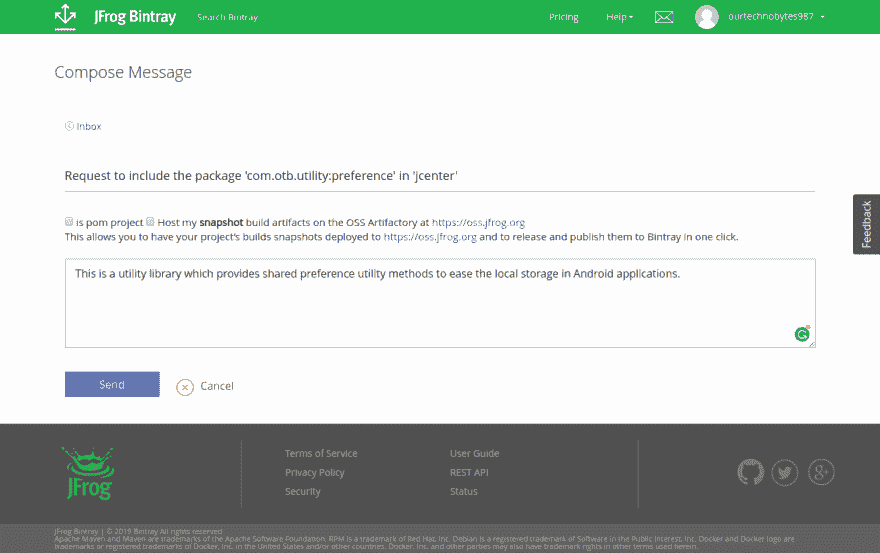 JFrog Bintray Search Bintray Pricing Help ourtechnobytes987
Compose Message
Inbox
Request to include the package 'com.otb.utility:preference' in 'jcenter'
is pom project Host my snapshot build artifacts on the OSS Artifactory at https://oss.jfrog.org
This allows you to have your project's builds snapshots deployed to https://oss.jfrog.org and to release and publish them to Bintray in one click.
Feedback
This is a utility library which provides shared preference utility methods to ease the local storage in Android applications.
Send Cancel
JFrog
Terms of Service User Guide
Privacy Policy REST API
Security Status
JFrog Bintray | © 2019 Bintray All rights reserved
Apache Maven and Maven are trademarks of the Apache Software Foundation. RPM is a trademark of Red Hat, Inc. Debian is a registered trademark of Software in the Public Interest, Inc. Docker and Docker logo are
trademarks or registered trademarks of Docker, Inc. in the United States and/or other countries. Docker, Inc. and other parties may also have trademark rights in other terms used herein.